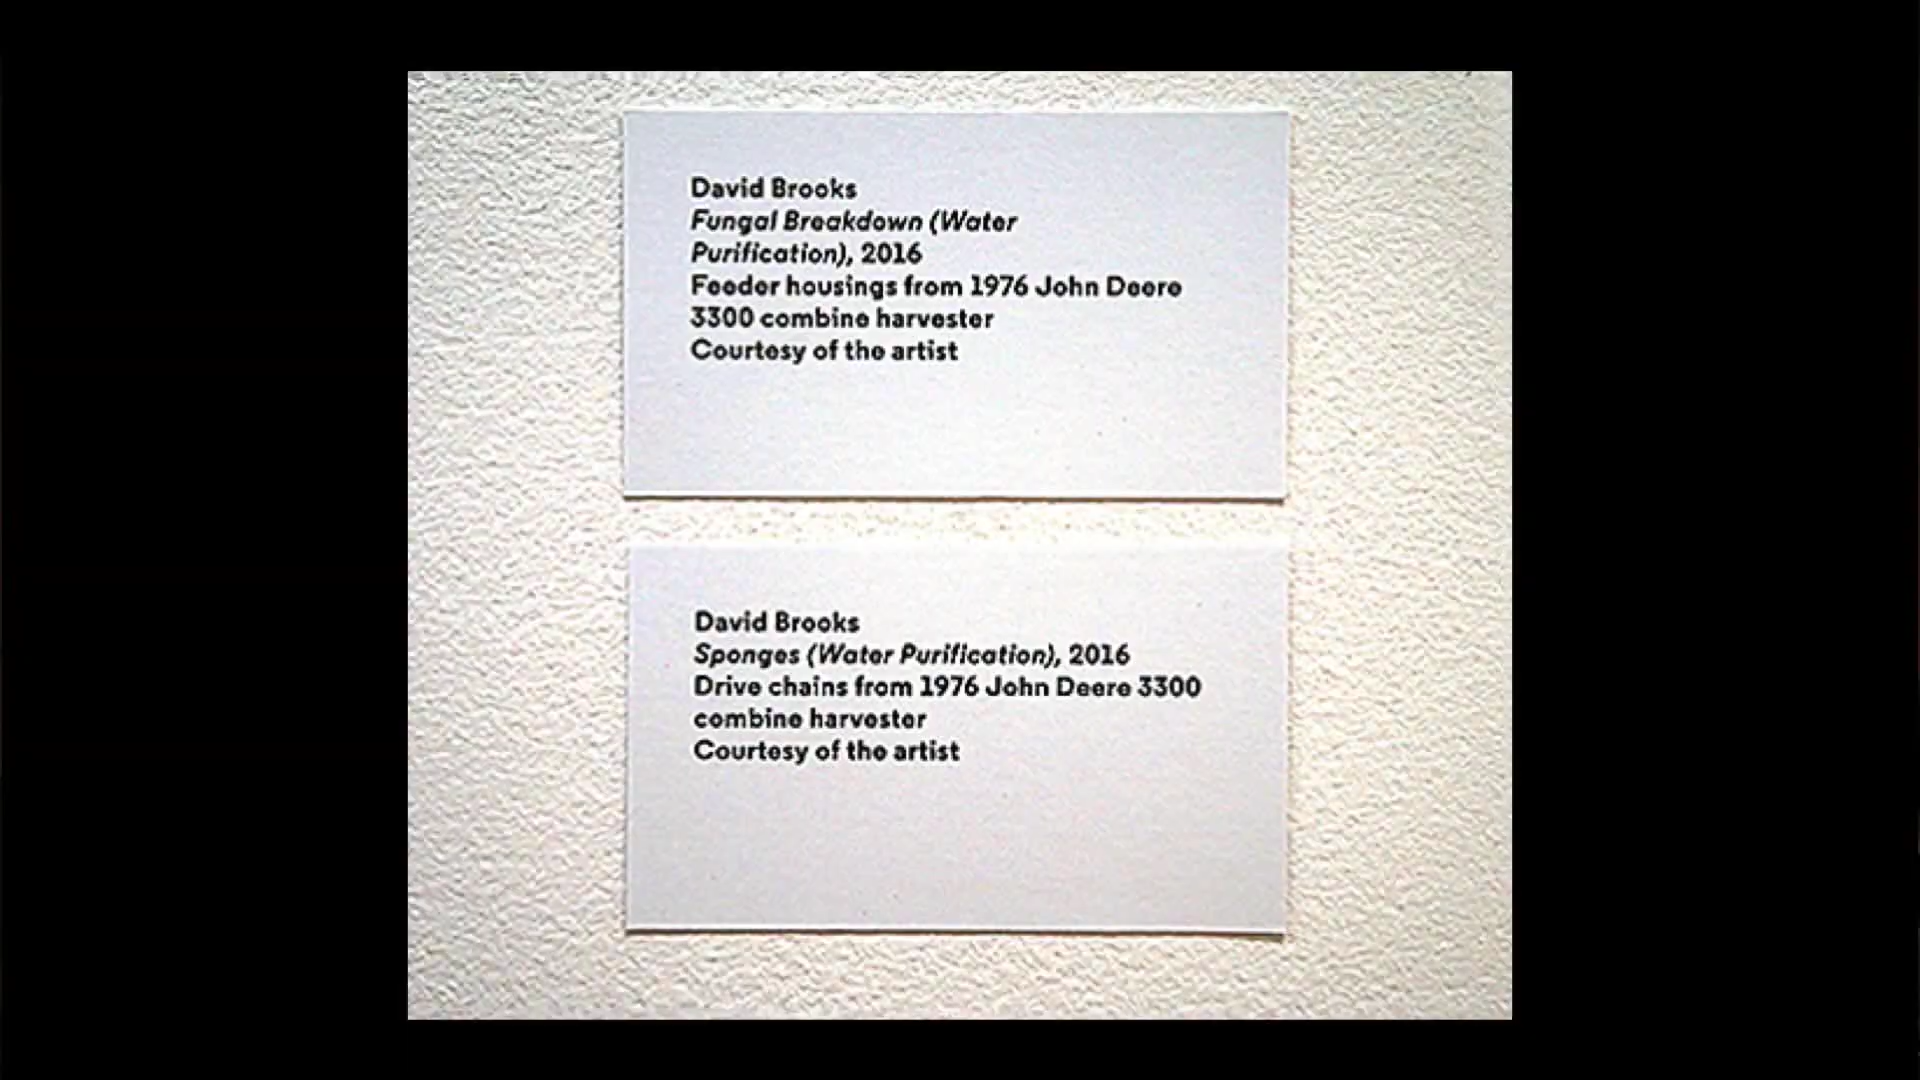 David Brooks
Fungal Breakdown (Water
Purification), 2016
Feeder housings from 1976 John Deere
3300 combine harvester
Courtesy of the artist
David Brooks
Sponges (Water Purification), 2016
Drive chains from 1976 John Deere 3300
combine harvester
Courtesy of the artist